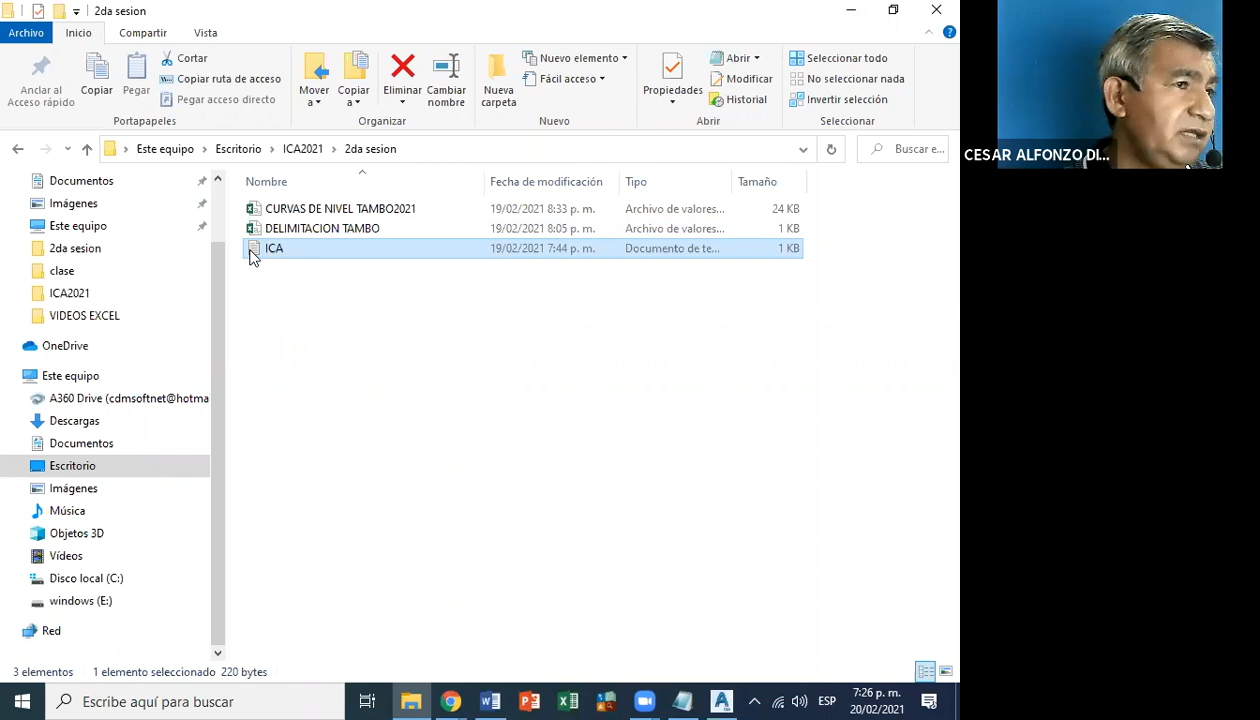 2da sesion
Archivo Inicio Compartir Vista
Anclar al Acceso rápido
Copiar
Pegar
Cortar
Copiar ruta de acceso
Pegar acceso directo
Portapapeles
Mover a
Copiar a
Eliminar
Cambiar nombre
Organizar
Nueva carpeta
Nuevo elemento
Fácil acceso
Nuevo
Propiedades
Abrir
Modificar
Historial
Abrir
Seleccionar todo
No seleccionar nada
Invertir selección
Seleccionar
Este equipo Escritorio ICA2021 2da sesion
Buscar e...
Nombre Fecha de modificación Tipo Tamaño
CURVAS DE NIVEL TAMBO2021 19/02/2021 8:33 p. m. Archivo de valores... 24 KB
DELIMITACION TAMBO 19/02/2021 8:05 p. m. Archivo de valores... 1 KB
ICA 19/02/2021 7:44 p. m. Documento de te... 1 KB
Documentos
Imágenes
Este equipo
2da sesion
clase
ICA2021
VIDEOS EXCEL
OneDrive
Este equipo
A360 Drive (cdmsoftnet@hotma
Descargas
Documentos
Escritorio
Imágenes
Música
Objetos 3D
Vídeos
Disco local (C:)
windows (E:)
Red
3 elementos 1 elemento seleccionado 220 bytes
Escribe aquí para buscar
ESP
7:26 p. m.
20/02/2021
CESAR ALFONZO DI...